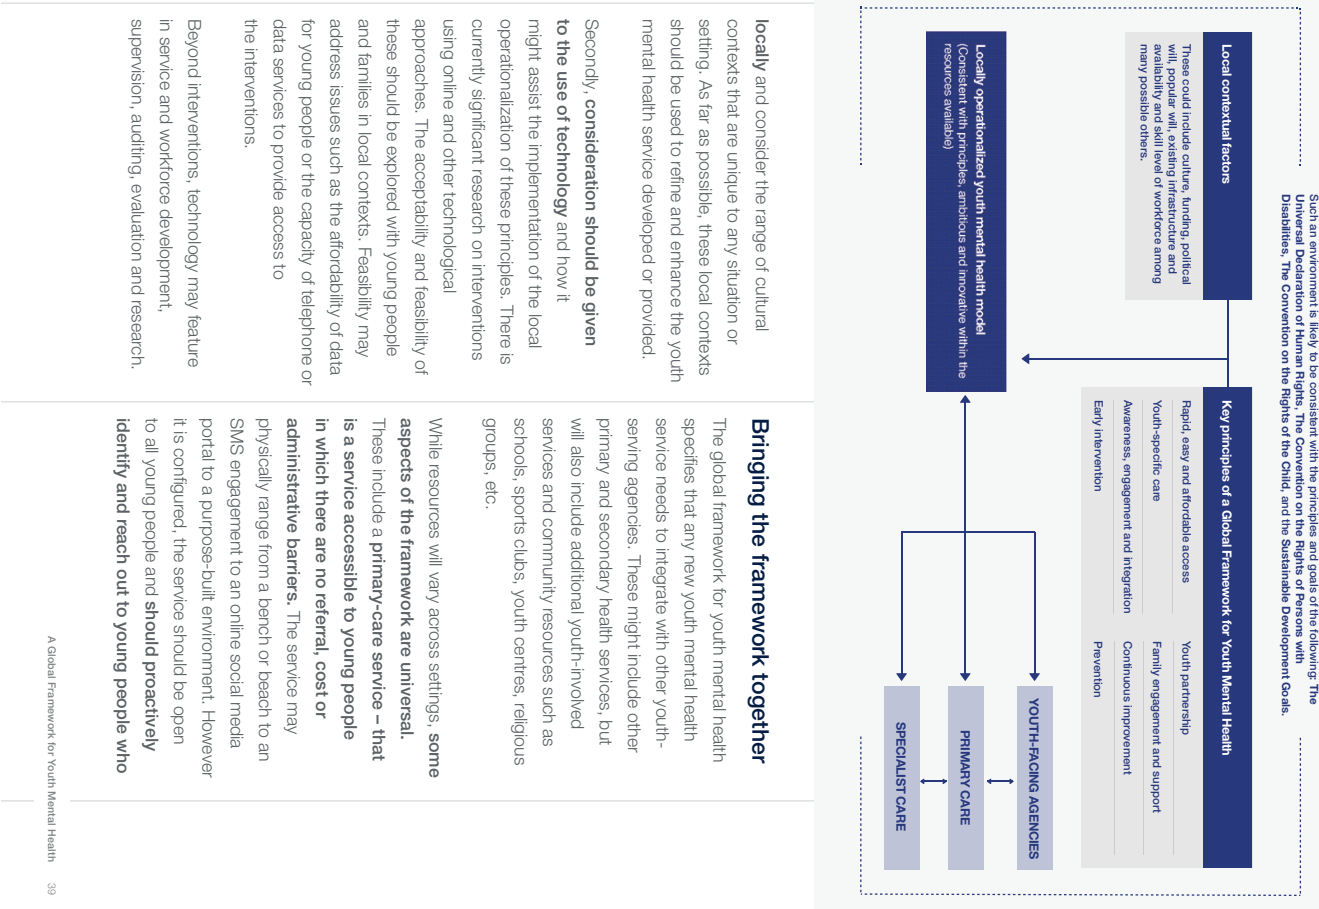 Such an environment is likely to be consistent with the principles and goals of the following: The
Universal Declaration of Human Rights, The Convention on the Rights of Persons with
Disabilities, The Convention on the Rights of the Child, and the Sustainable Development Goals.
Local contextual factors
These could include culture, funding, political
will, popular will, existing infrastructure and
availability and skill level of workforce among
many possible others.
Key principles of a Global Framework for Youth Mental Health
Rapid, easy and affordable access
Youth-specific care
Awareness, engagement and integration
Early intervention
Youth partnership
Family engagement and support
Continuous improvement
Prevention
Locally operationalized youth mental health model
(Consistent with principles, ambitious and innovative within the
resources available)
YOUTH-FACING AGENCIES
PRIMARY CARE
SPECIALIST CARE
locally and consider the range of cultural
contexts that are unique to any situation or
setting. As far as possible, these local contexts
should be used to refine and enhance the youth
mental health service developed or provided.
Secondly, consideration should be given
to the use of technology and how it
might assist the implementation of the local
operationalization of these principles. There is
currently significant research on interventions
using online and other technological
approaches. The acceptability and feasibility of
these should be explored with young people
and families in local contexts. Feasibility may
address issues such as the affordability of data
for young people or the capacity of telephone or
data services to provide access to
the interventions.
Beyond interventions, technology may feature
in service and workforce development,
supervision, auditing, evaluation and research.
Bringing the framework together
The global framework for youth mental health
specifies that any new youth mental health
service needs to integrate with other youth-
serving agencies. These might include other
primary and secondary health services, but
will also include additional youth-involved
services and community resources such as
schools, sports clubs, youth centres, religious
groups, etc.
While resources will vary across settings, some
aspects of the framework are universal.
These include a primary-care service – that
is a service accessible to young people
in which there are no referral, cost or
administrative barriers. The service may
physically range from a bench or beach to an
SMS engagement to an online social media
portal to a purpose-built environment. However
it is configured, the service should be open
to all young people and should proactively
identify and reach out to young people who
A Global Framework for Youth Mental Health 39